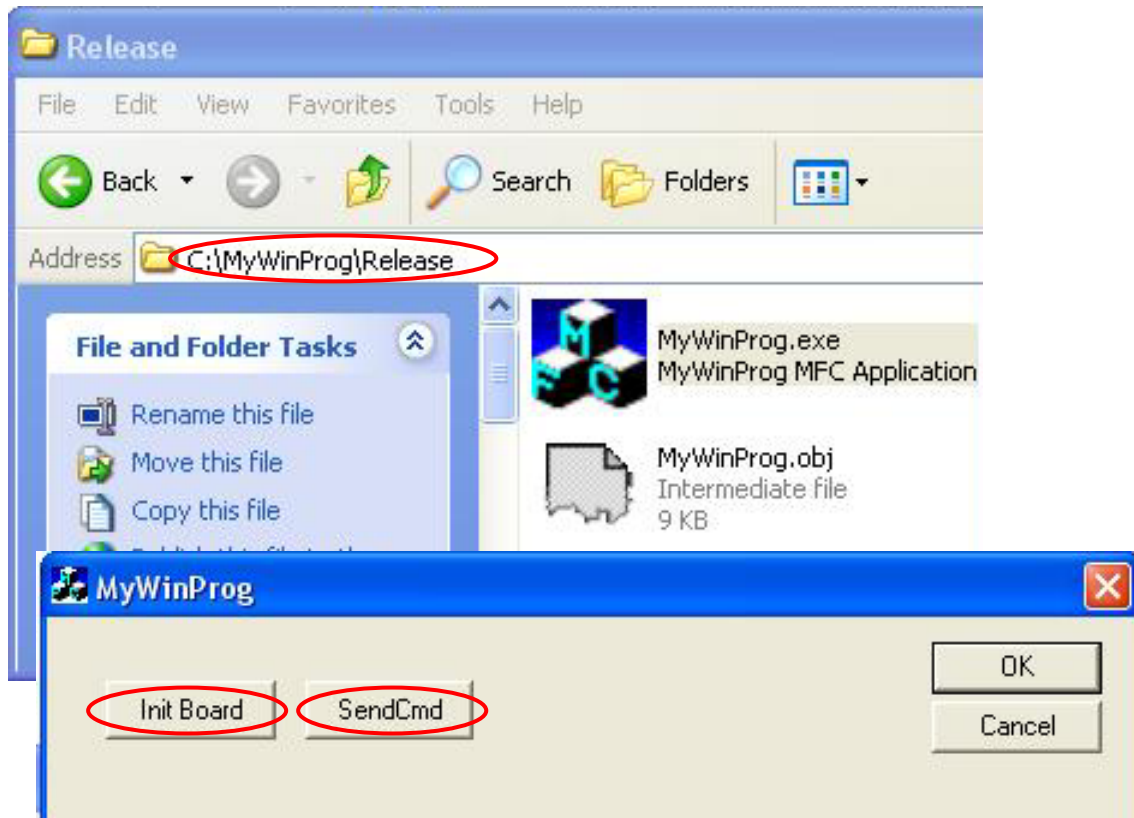 Release
File Edit View Favorites Tools Help
Back Search Folders
Address C:\MyWinProg\Release
File and Folder Tasks
Rename this file
Move this file
Copy this file
M
F C
MyWinProg.exe
MyWinProg MFC Application
MyWinProg.obj
Intermediate file
9 KB
MyWinProg
Init Board SendCmd
OK
Cancel